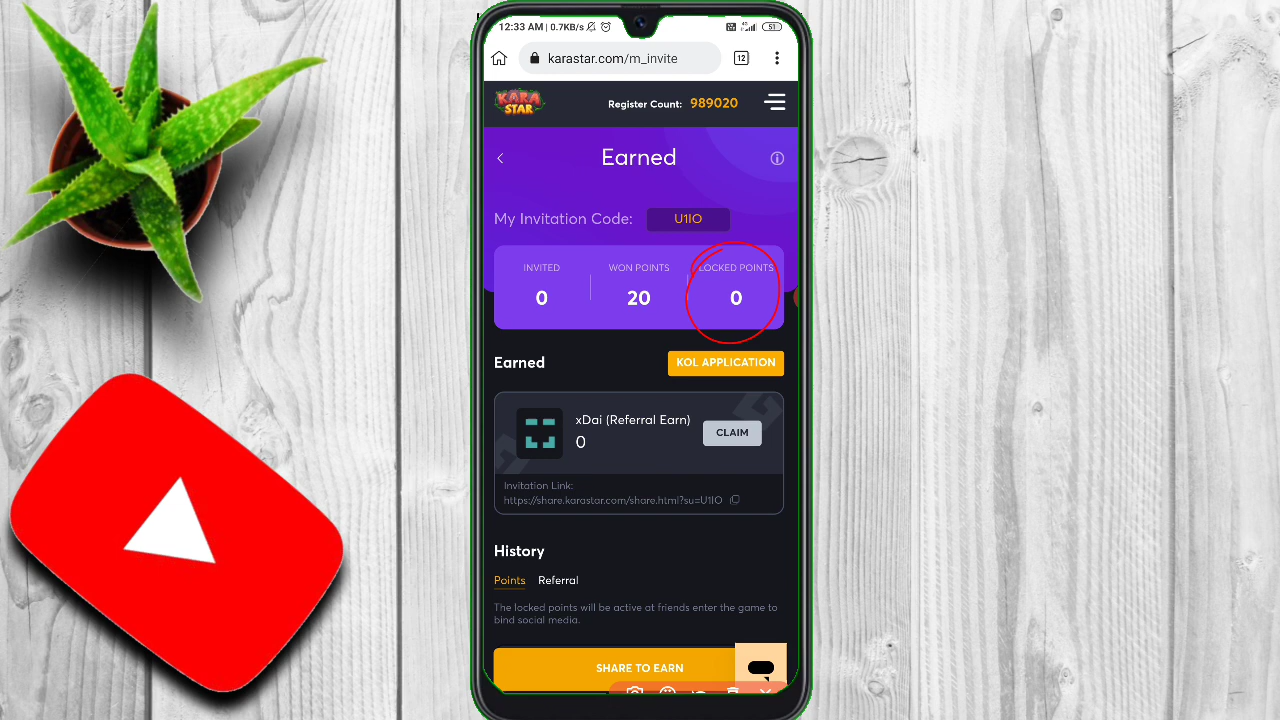 12:33 AM | 0.7KB/s 4G 51
karastar.com/m_invite 12
KARA
STAR
Register Count: 989020
Earned
My Invitation Code: U1IO
INVITED WON POINTS LOCKED POINTS
0 20 0
Earned KOL APPLICATION
xDai (Referral Earn)
0 CLAIM
Invitation Link:
https://share.karastar.com/share.html?su=U1IO
History
Points Referral
The locked points will be active at friends enter the game to
bind social media.
SHARE TO EARN